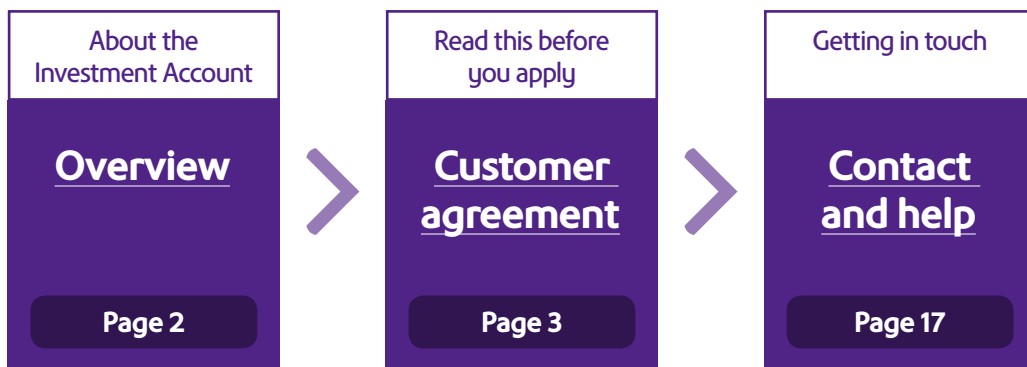 About the
Investment Account
Overview
Page 2
Read this before
you apply
Customer
agreement
Page 3
Getting in touch
Contact
and help
Page 17